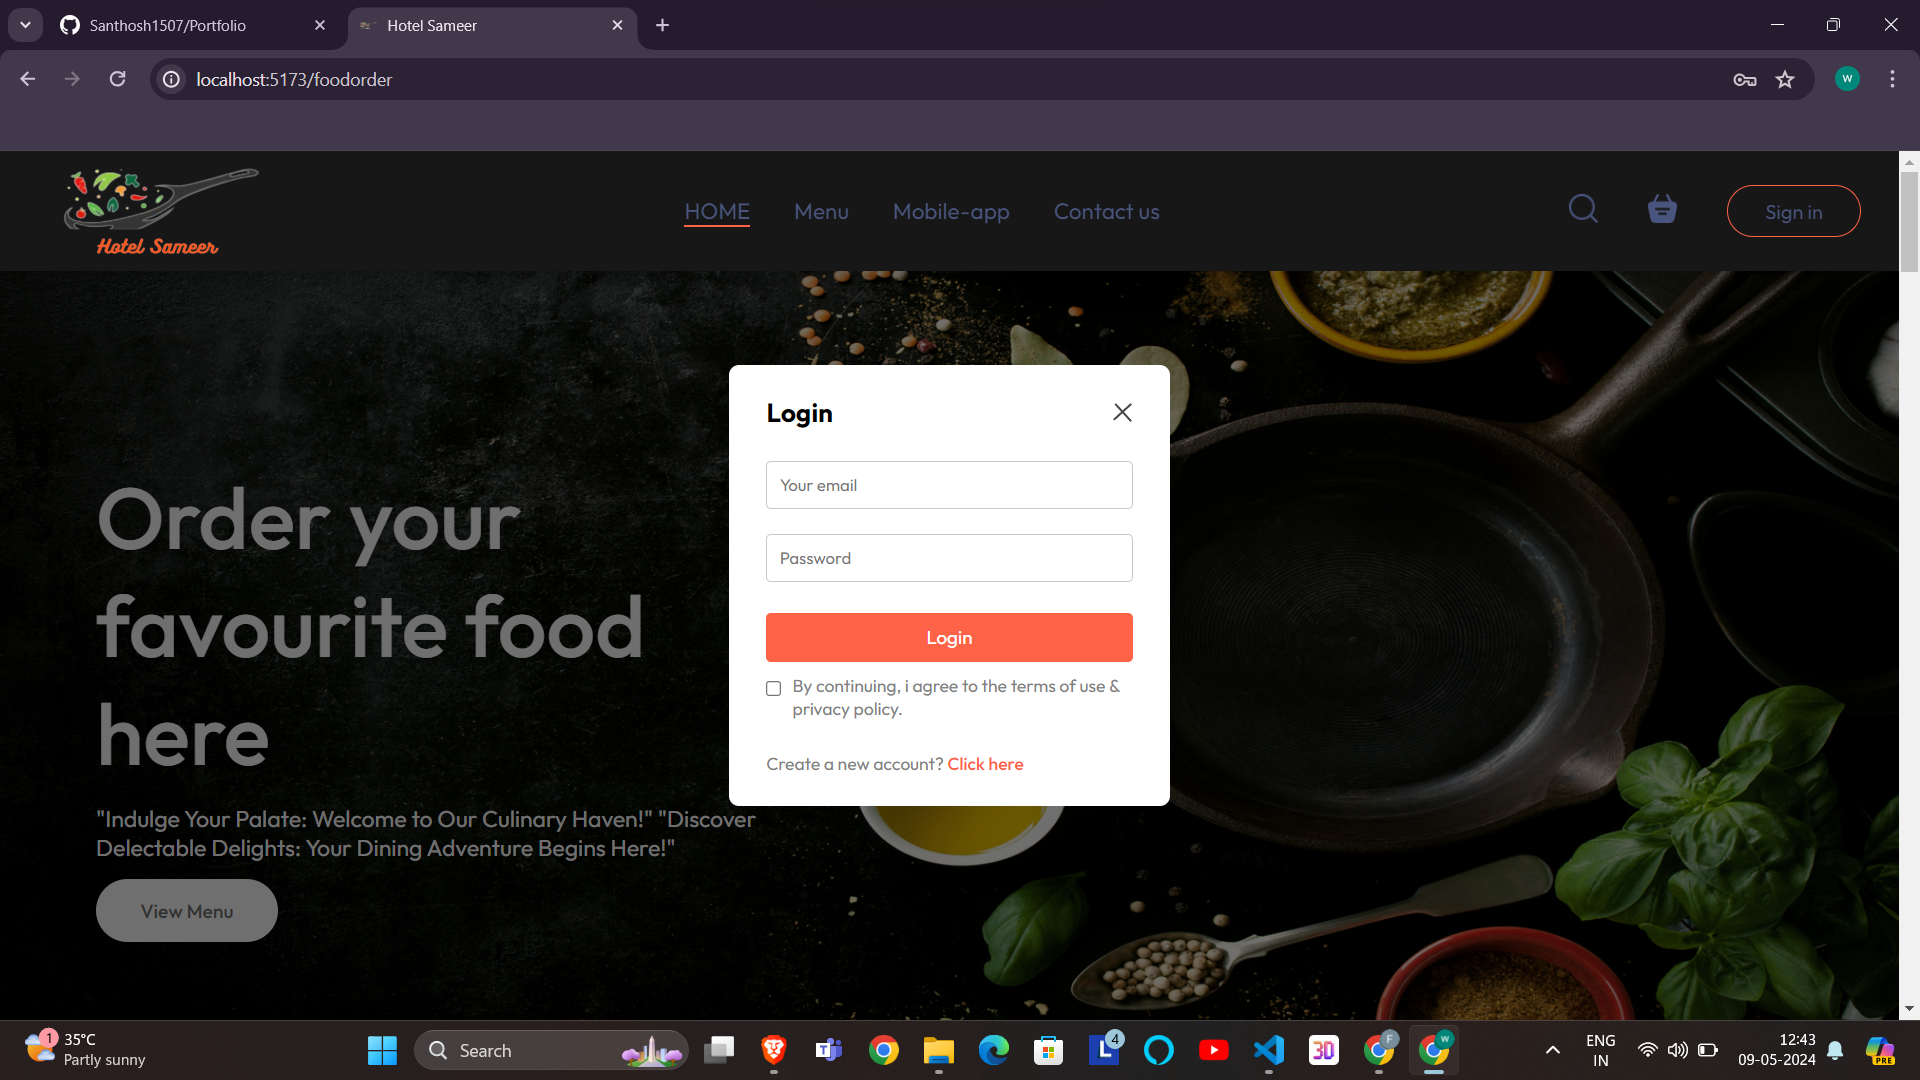 Santhosh1507/Portfolio
Hotel Sameer
localhost:5173/foodorder
W
Hotel Sameer
HOME
Menu
Mobile-app
Contact us
Sign in
Order your
favourite food
here
"Indulge Your Palate: Welcome to Our Culinary Haven!" "Discover
Delectable Delights: Your Dining Adventure Begins Here!"
View Menu
Login
Your email
Password
Login
By continuing, i agree to the terms of use &
privacy policy.
Create a new account? Click here
1
35°C
Partly sunny
Search
T
L
4
3D
F
W
ENG
IN
12:43
09-05-2024
PRE